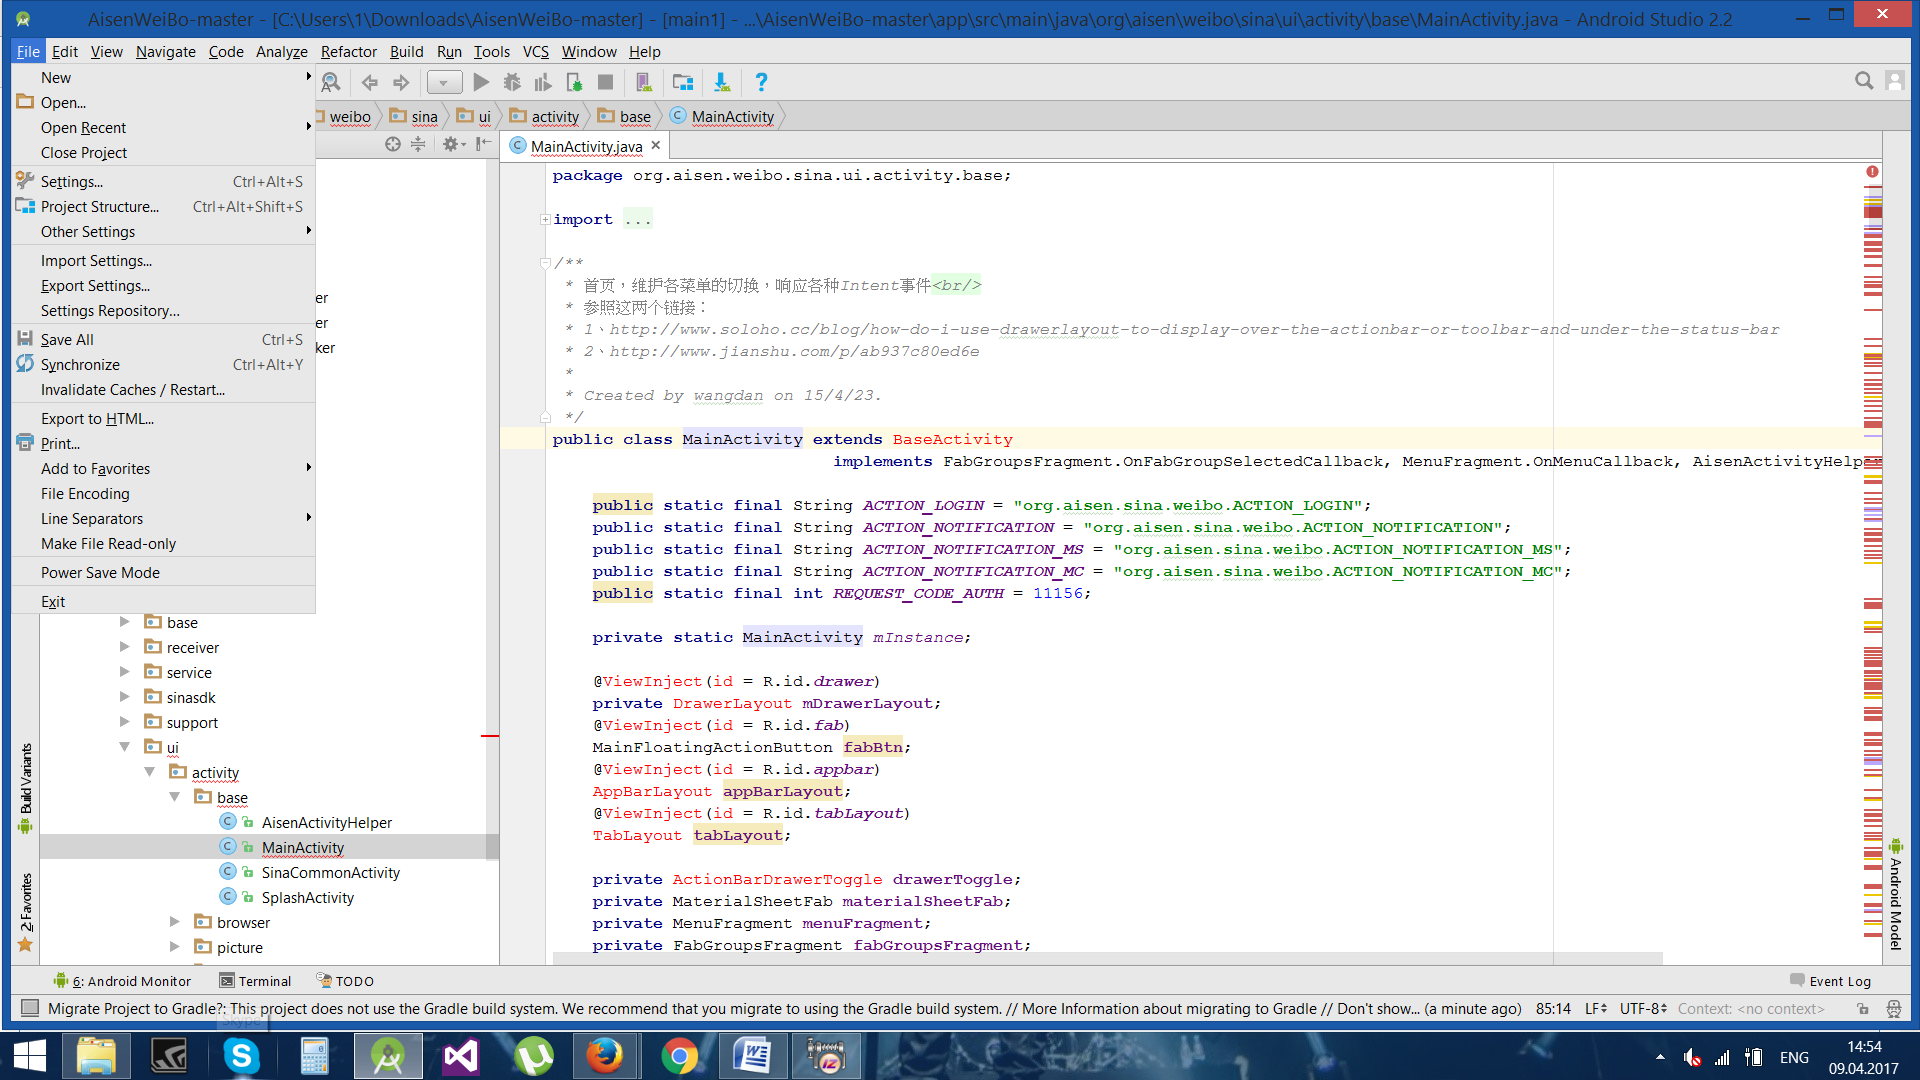 AisenWeiBo-master - [C:\Users\1\Downloads\AisenWeiBo-master] - [main1] - ...\AisenWeiBo-master\app\src\main\java\org\aisen\weibo\sina\ui\activity\base\MainActivity.java - Android Studio 2.2
File Edit View Navigate Code Analyze Refactor Build Run Tools VCS Window Help
New
Open...
Open Recent
Close Project
Settings... Ctrl+Alt+S
Project Structure... Ctrl+Alt+Shift+S
Other Settings
Import Settings...
Export Settings...
Settings Repository...
Save All Ctrl+S
Synchronize Ctrl+Alt+Y
Invalidate Caches / Restart...
Export to HTML...
Print...
Add to Favorites
File Encoding
Line Separators
Make File Read-only
Power Save Mode
Exit
weibo sina ui activity base MainActivity
er
er
ker
base
receiver
service
sinasdk
support
ui
activity
base
AisenActivityHelper
MainActivity
SinaCommonActivity
SplashActivity
browser
picture
Build Variants
2: Favorites
MainActivity.java
package org.aisen.weibo.sina.ui.activity.base;
import ...
/**
* 首页，维护各菜单的切换，响应各种Intent事件<br/>
* 参照这两个链接：
* 1、http://www.soloho.cc/blog/how-do-i-use-drawerlayout-to-display-over-the-actionbar-or-toolbar-and-under-the-status-bar
* 2、http://www.jianshu.com/p/ab937c80ed6e
*
* Created by wangdan on 15/4/23.
*/
public class MainActivity extends BaseActivity
implements FabGroupsFragment.OnFabGroupSelectedCallback, MenuFragment.OnMenuCallback, AisenActivityHelper
public static final String ACTION_LOGIN = "org.aisen.sina.weibo.ACTION_LOGIN";
public static final String ACTION_NOTIFICATION = "org.aisen.sina.weibo.ACTION_NOTIFICATION";
public static final String ACTION_NOTIFICATION_MS = "org.aisen.sina.weibo.ACTION_NOTIFICATION_MS";
public static final String ACTION_NOTIFICATION_MC = "org.aisen.sina.weibo.ACTION_NOTIFICATION_MC";
public static final int REQUEST_CODE_AUTH = 11156;
private static MainActivity mInstance;
@ViewInject(id = R.id.drawer)
private DrawerLayout mDrawerLayout;
@ViewInject(id = R.id.fab)
MainFloatingActionButton fabBtn;
@ViewInject(id = R.id.appbar)
AppBarLayout appBarLayout;
@ViewInject(id = R.id.tabLayout)
TabLayout tabLayout;
private ActionBarDrawerToggle drawerToggle;
private MaterialSheetFab materialSheetFab;
private MenuFragment menuFragment;
private FabGroupsFragment fabGroupsFragment;
Android Model
6: Android Monitor Terminal TODO Event Log
Migrate Project to Gradle?: This project does not use the Gradle build system. We recommend that you migrate to using the Gradle build system. // More Information about migrating to Gradle // Don't show... (a minute ago) 85:14 LF UTF-8 Context: <no context>
Skype
ENG
14:54
09.04.2017